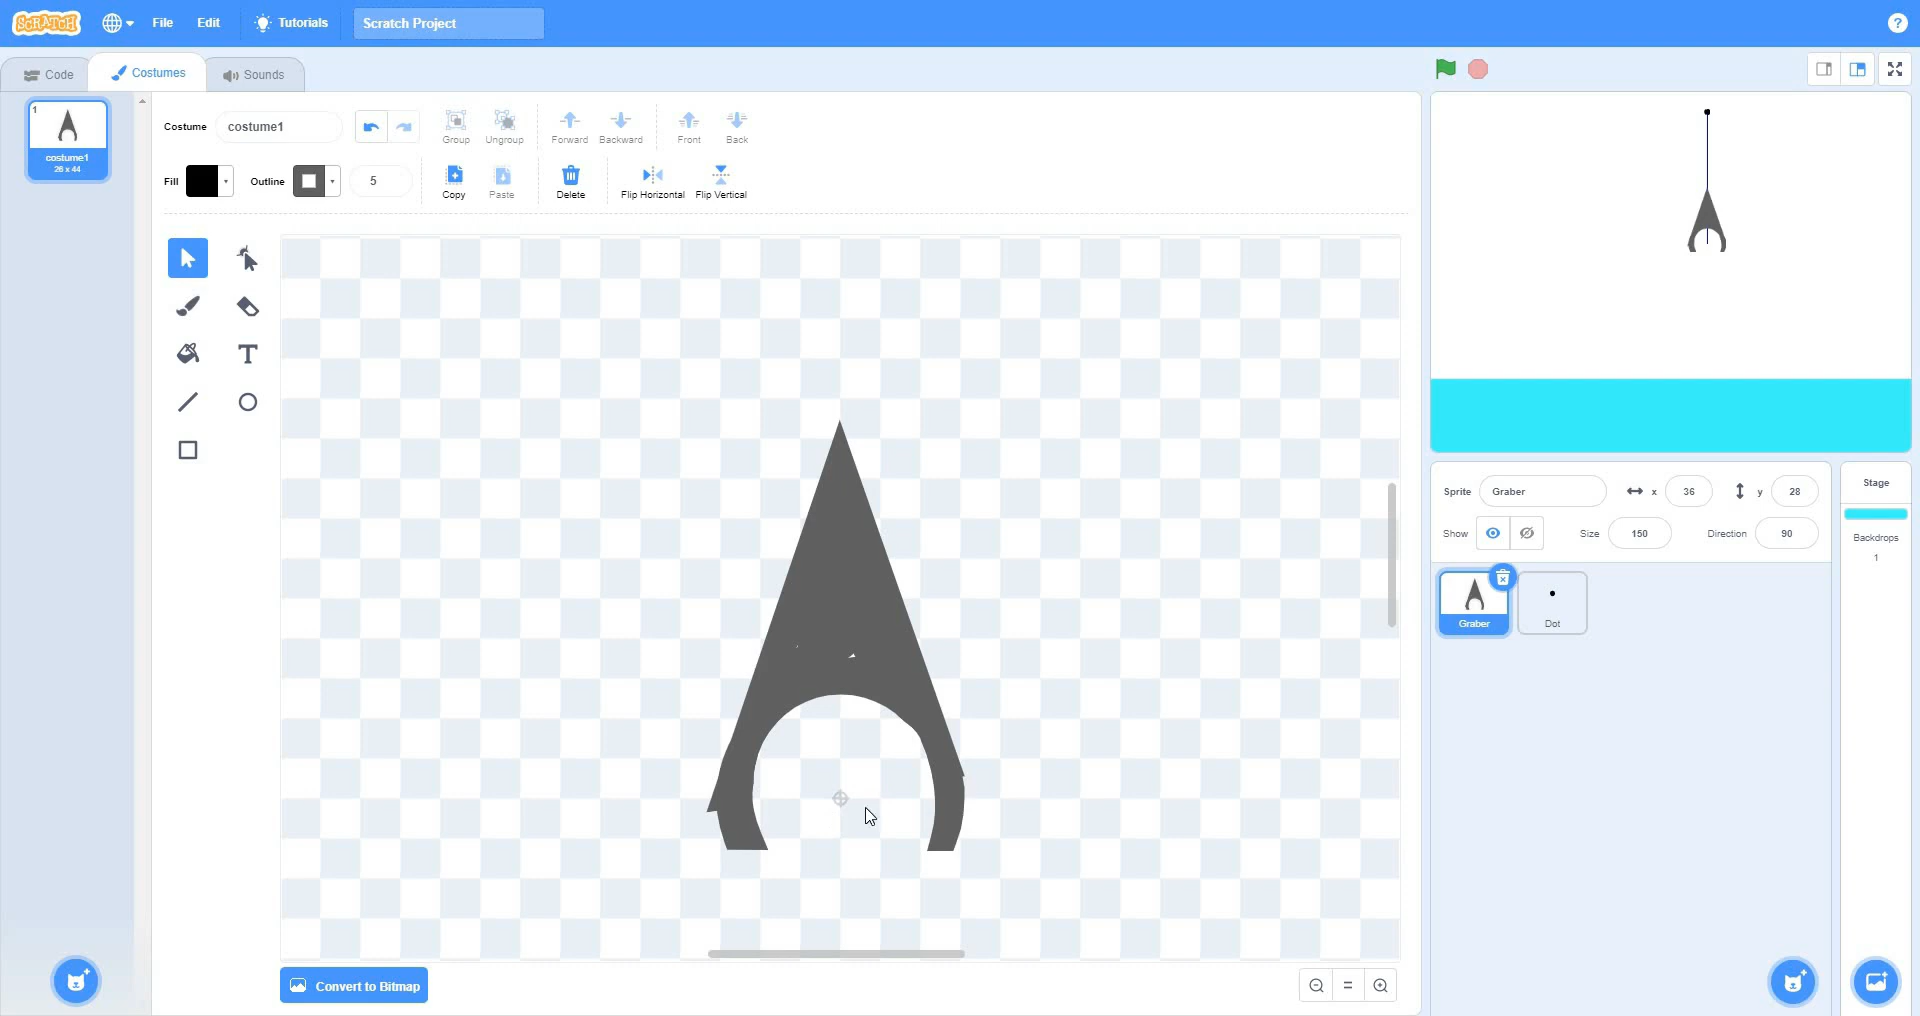 SCRATCH File Edit Tutorials Scratch Project ?
Code Costumes Sounds
1
costume1
26 x 44
Costume costume1
Group Ungroup Forward Backward Front Back
Fill Outline 5
Copy Paste Delete Flip Horizontal Flip Vertical
T
Convert to Bitmap
Sprite Graber x 36 y 28
Show Size 150 Direction 90
Graber Dot
Stage
Backdrops
1